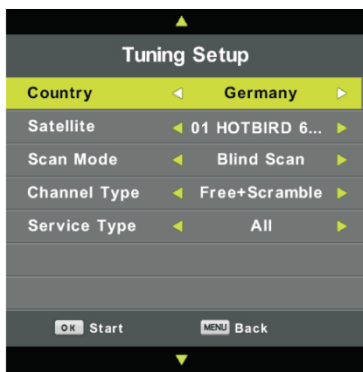 Tuning Setup
Country Germany
Satellite 01 HOTBIRD 6...
Scan Mode Blind Scan
Channel Type Free+Scramble
Service Type All
OK Start MENU Back